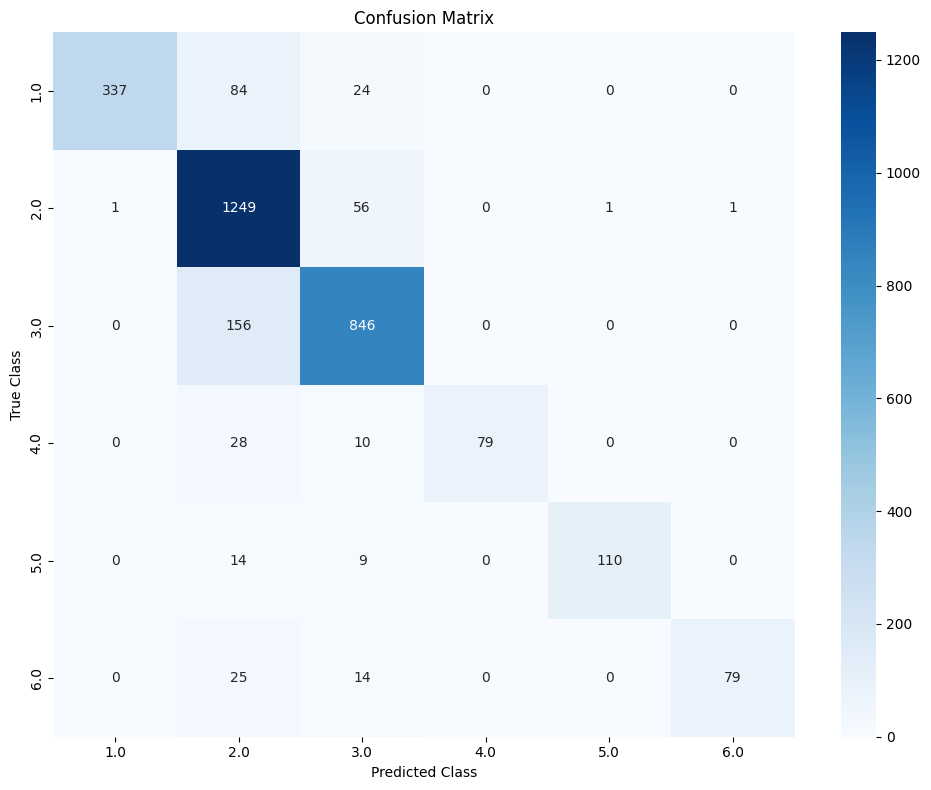 Confusion Matrix
1.0 337 84 24 0 0 0
2.0 1 1249 56 0 1 1
3.0 0 156 846 0 0 0
4.0 0 28 10 79 0 0
5.0 0 14 9 0 110 0
6.0 0 25 14 0 0 79
1.0 2.0 3.0 4.0 5.0 6.0
Predicted Class
True Class
1200
1000
800
600
400
200
0